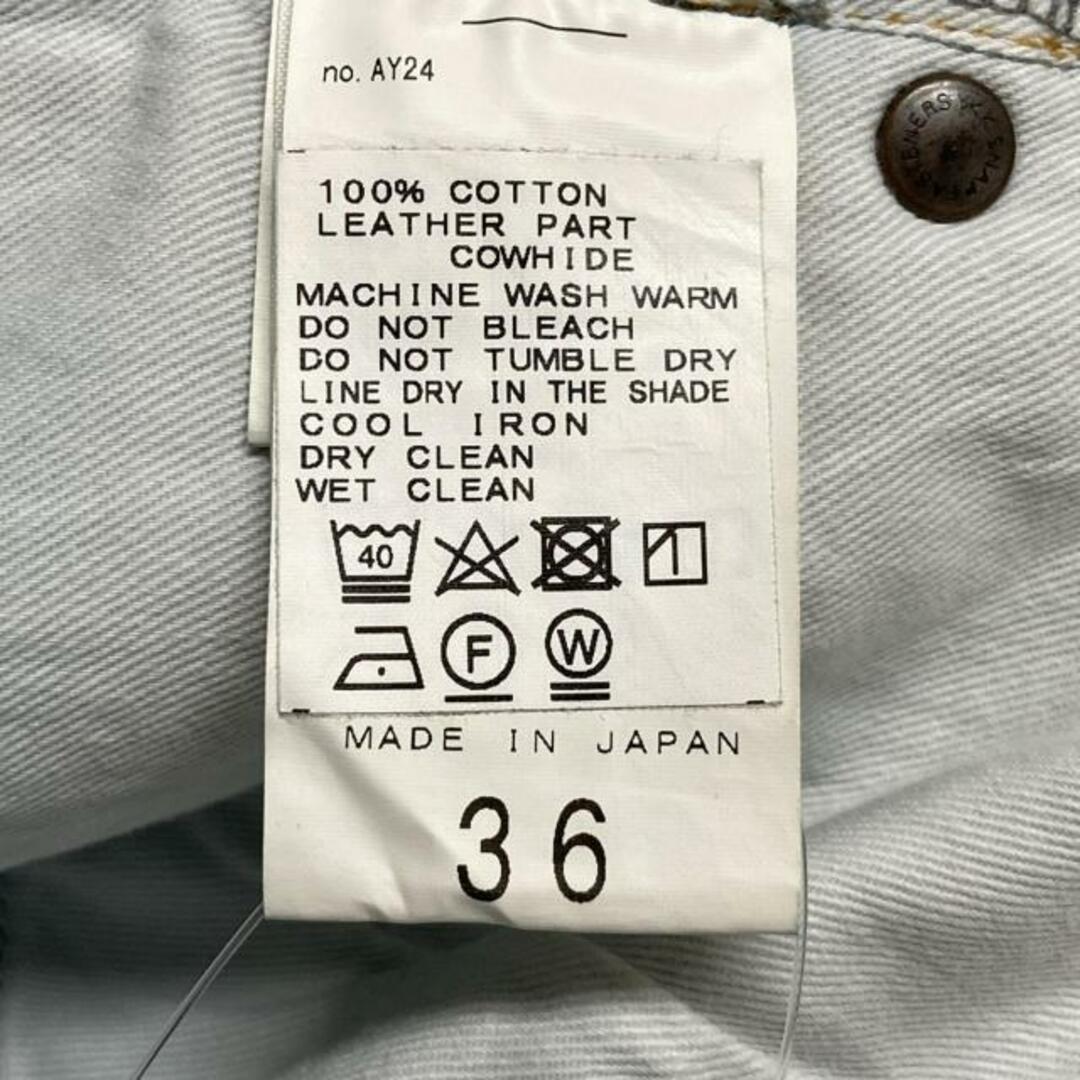 no. AY24
100% COTTON
LEATHER PART
COWHIDE
MACHINE WASH WARM
DO NOT BLEACH
DO NOT TUMBLE DRY
LINE DRY IN THE SHADE
COOL IRON
DRY CLEAN
WET CLEAN
40
F W
MADE IN JAPAN
36
FASTENERS